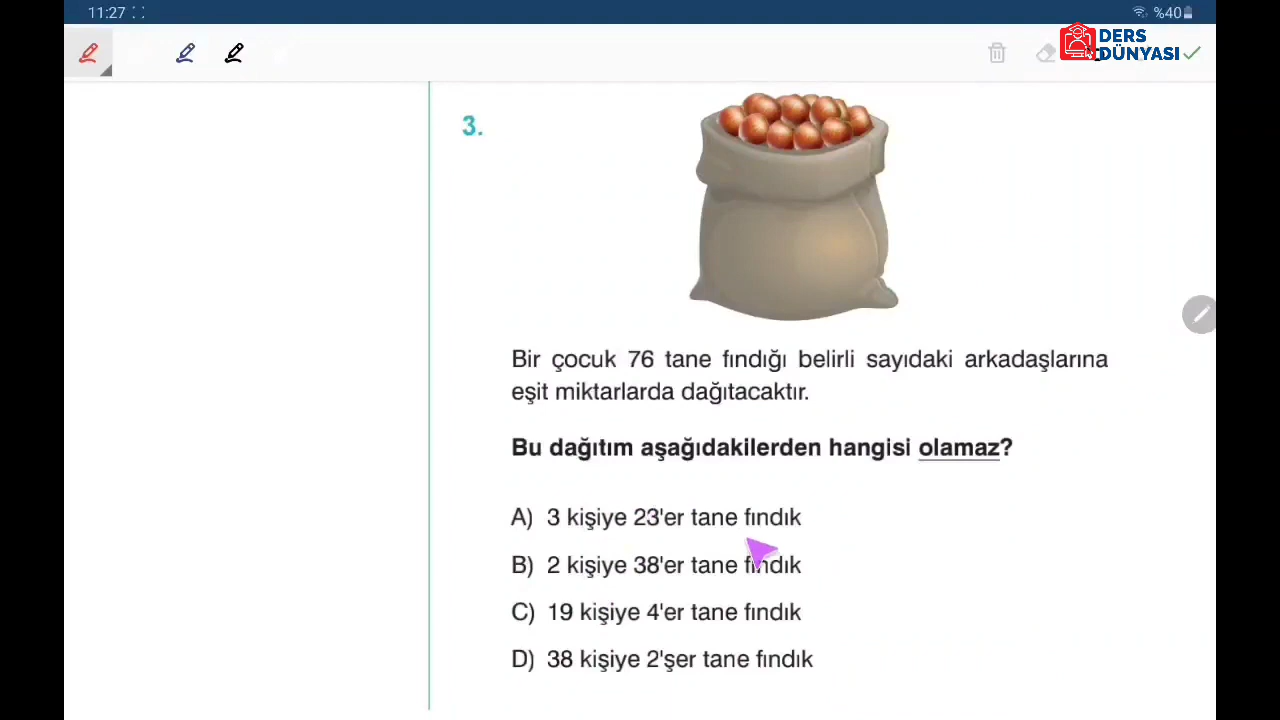 11:27
%40
DERS
DÜNYASI
3.
Bir çocuk 76 tane fındığı belirli sayıdaki arkadaşlarına
eşit miktarlarda dağıtacaktır.
Bu dağıtım aşağıdakilerden hangisi olamaz?
A) 3 kişiye 23'er tane fındık
B) 2 kişiye 38'er tane fındık
C) 19 kişiye 4'er tane fındık
D) 38 kişiye 2'şer tane fındık